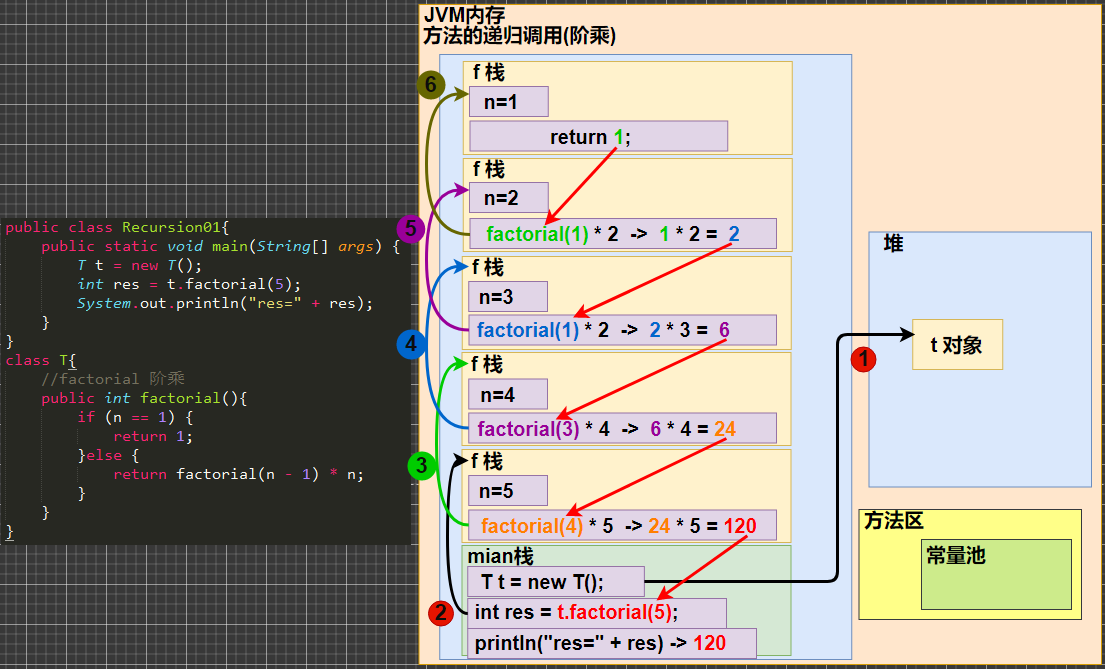 public class Recursion01{
public static void main(String[] args) {
T t = new T();
int res = t.factorial(5);
System.out.println("res=" + res);
}
}
class T{
//factorial 阶乘
public int factorial(){
if (n == 1) {
return 1;
}else {
return factorial(n - 1) * n;
}
}
}
JVM内存
方法的递归调用(阶乘)
6
f 栈
n=1
return 1;
f 栈
n=2
5
factorial(1) * 2 -> 1 * 2 = 2
f 栈
n=3
4
factorial(1) * 2 -> 2 * 3 = 6
f 栈
n=4
factorial(3) * 4 -> 6 * 4 = 24
3
f 栈
n=5
factorial(4) * 5 -> 24 * 5 = 120
mian栈
T t = new T();
2
int res = t.factorial(5);
println("res=" + res) -> 120
堆
1
t 对象
方法区
常量池